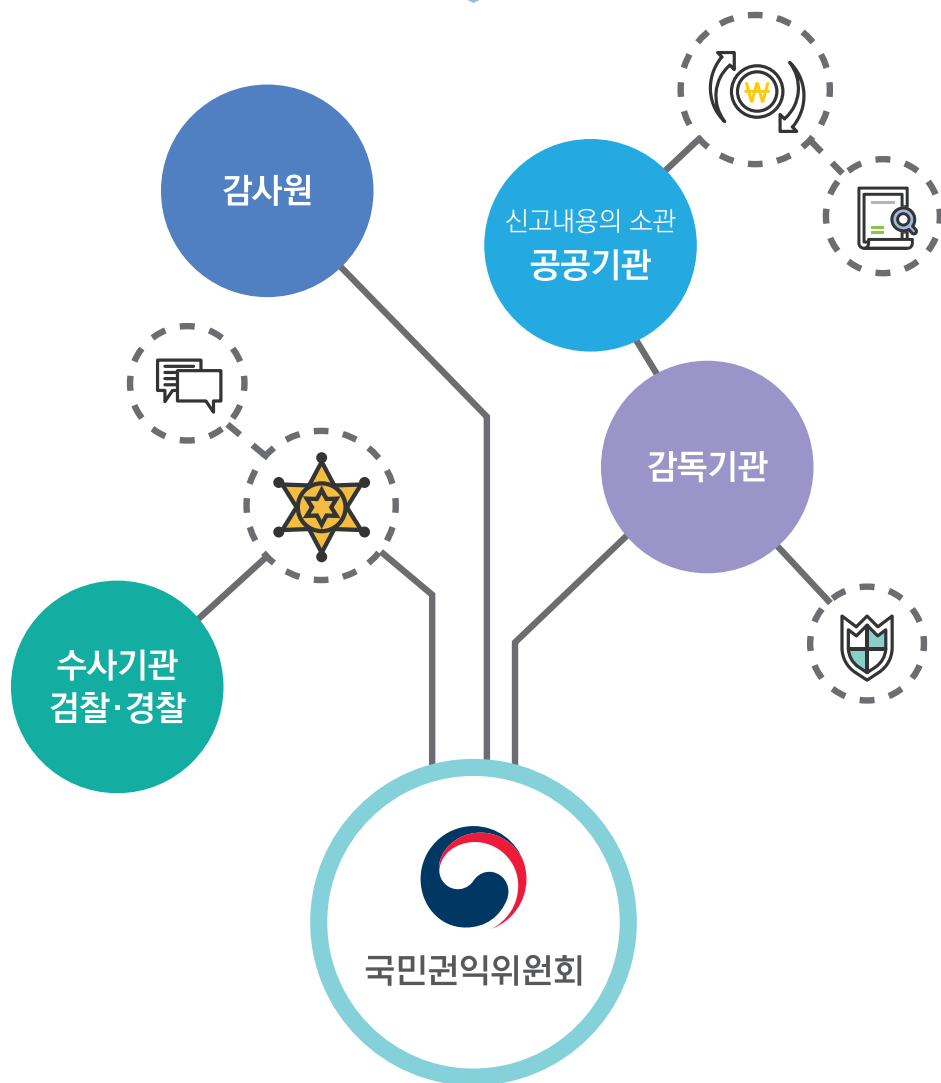 감사원
신고내용의 소관
공공기관
감독기관
수사기관
검찰·경찰
국민권익위원회